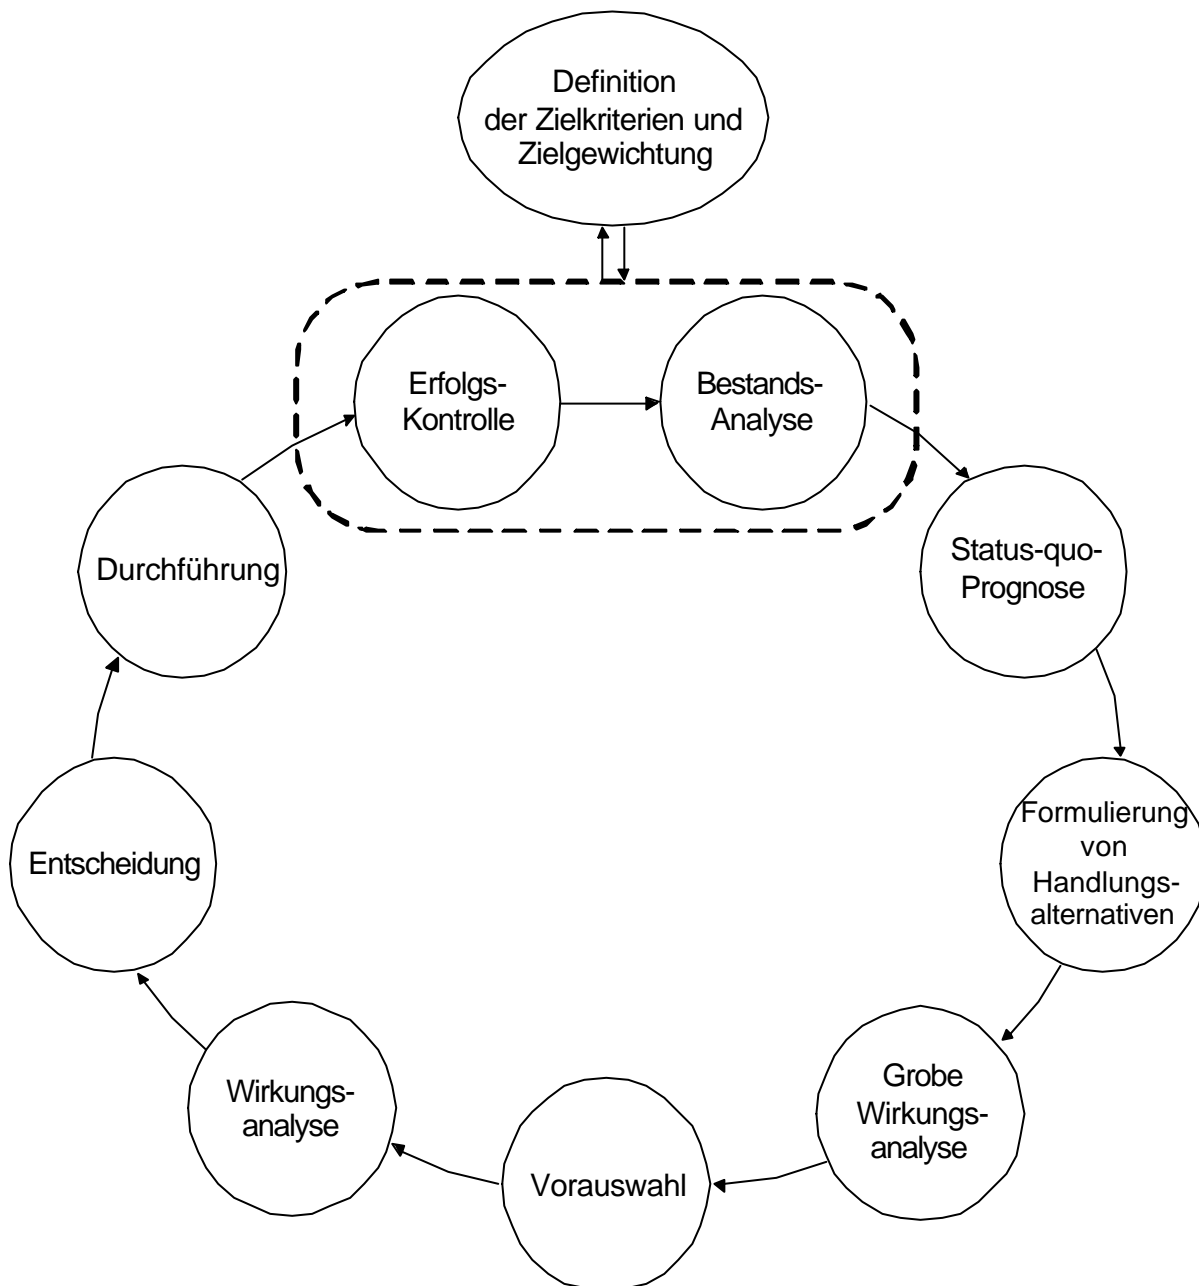 Definition
der Zielkriterien und
Zielgewichtung
Erfolgs-
Kontrolle
Bestands-
Analyse
Status-quo-
Prognose
Formulierung
von
Handlungs-
alternativen
Grobe
Wirkungs-
analyse
Vorauswahl
Wirkungs-
analyse
Entscheidung
Durchführung